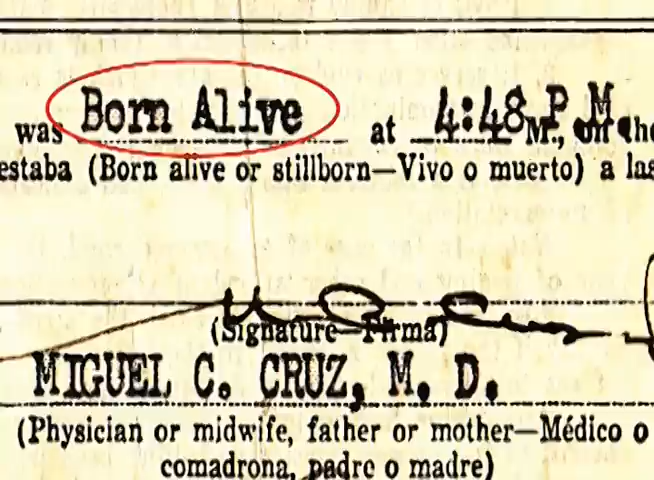 was Born Alive at 4:48 P.M. M., on the
estaba (Born alive or stillborn—Vivo o muerto) a las
(Signature—Firma)
MIGUEL C. CRUZ, M. D.
(Physician or midwife, father or mother—Médico o
comadrona, padre o madre)